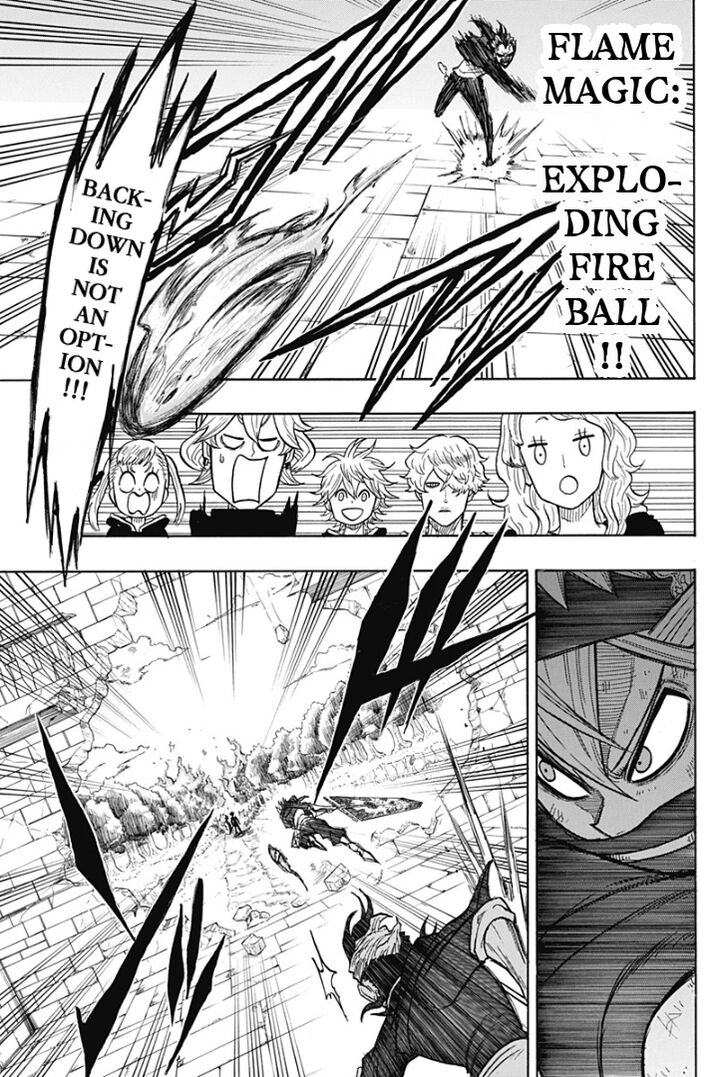 FLAME
MAGIC:
EXPLO-
DING
FIRE
BALL
!!
BACK-
ING
DOWN
IS
NOT
AN
OPT-
ION
!!!